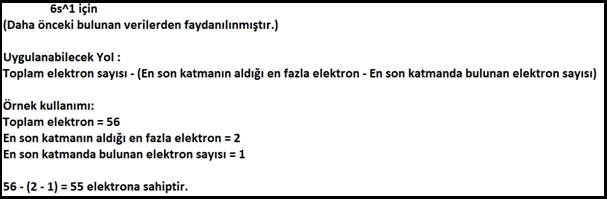 6s^1 için
(Daha önceki bulunan verilerden faydanılınmıştır.)
Uygulanabilecek Yol :
Toplam elektron sayısı - (En son katmanın aldığı en fazla elektron - En son katmanda bulunan elektron sayısı)
Örnek kullanımı:
Toplam elektron = 56
En son katmanın aldığı en fazla elektron = 2
En son katmanda bulunan elektron sayısı = 1
56 - (2 - 1) = 55 elektrona sahiptir.